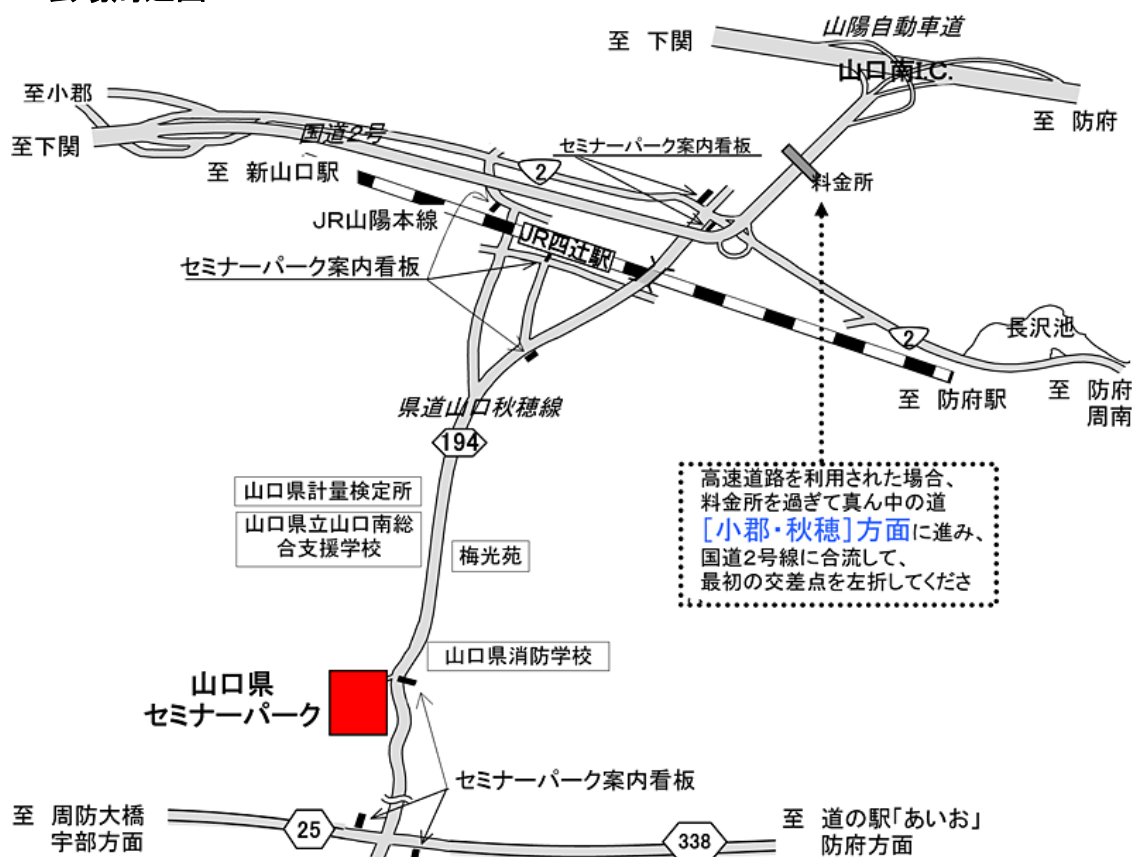 山陽自動車道
至 下関
山口南I.C.
至小郡
至 防府
国道2号
至下関
セミナーパーク案内看板
至 新山口駅
2
料金所
JR山陽本線
JR四辻駅
セミナーパーク案内看板
長沢池
2
至 防府駅
至 防府
周南
県道山口秋穂線
194
高速道路を利用された場合、
料金所を過ぎて真ん中の道
[小郡・秋穂]方面に進み、
国道2号線に合流して、
最初の交差点を左折してくださ
山口県計量検定所
山口県立山口南総
合支援学校
梅光苑
山口県消防学校
山口県
セミナーパーク
セミナーパーク案内看板
至 周防大橋
宇部方面
25
338
至 道の駅「あいお」
防府方面